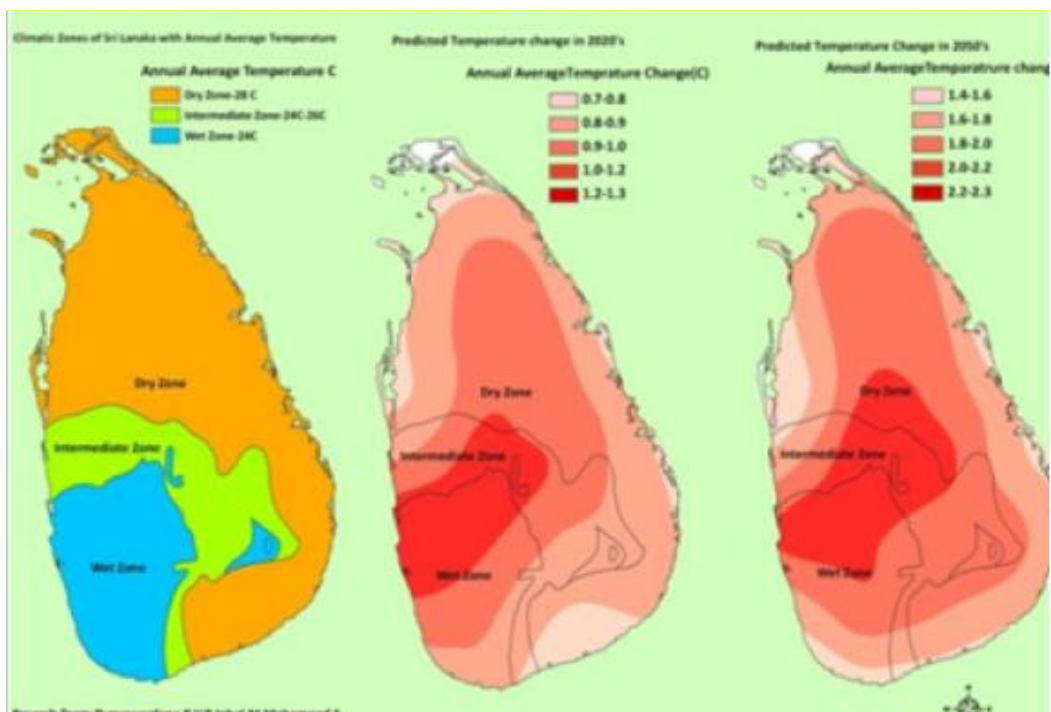 Climatic Zones of Sri Lanaka with Annual Average Temperature
Annual Average Temperature C
Dry Zone-28 C
Intermediate Zone-24C-26C
Wet Zone-24C
Dry Zone
Intermediate Zone
Wet Zone
Predicted Temperature change in 2020's
Annual AverageTemprature Change(C)
0.7-0.8
0.8-0.9
0.9-1.0
1.0-1.2
1.2-1.3
Dry Zone
Intermediate Zone
Wet Zone
Predicted Temperature Change in 2050's
Annual AverageTemparatrure chang
1.4-1.6
1.6-1.8
1.8-2.0
2.0-2.2
2.2-2.3
Dry Zone
Intermediate Zone
Wet Zone